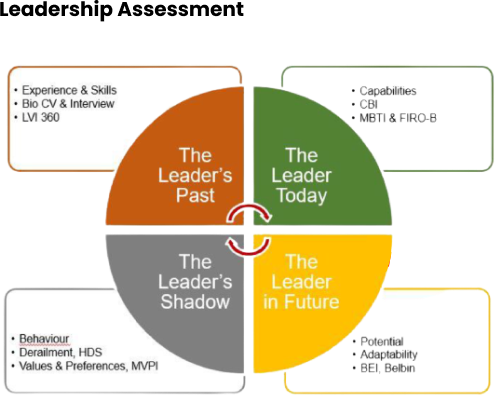 Leadership Assessment
• Experience & Skills
• Bio CV & Interview
• LVI 360
• Capabilities
• CBI
• MBTI & FIRO-B
The
Leader's
Past
The
Leader
Today
The
Leader's
Shadow
The
Leader
in Future
• Behaviour
• Derailment, HDS
• Values & Preferences, MVPI
• Potential
• Adaptability
• BEI, Belbin